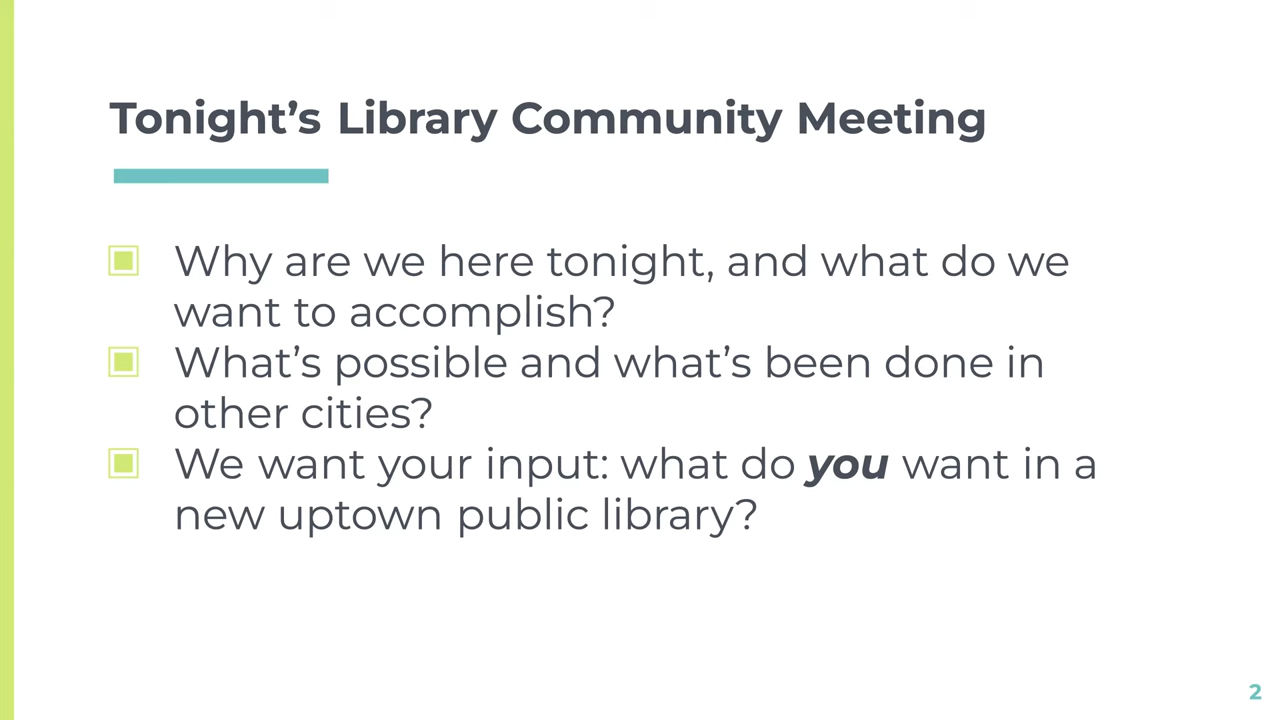 Tonight’s Library Community Meeting
Why are we here tonight, and what do we
want to accomplish?
What’s possible and what’s been done in
other cities?
We want your input: what do you want in a
new uptown public library?
2